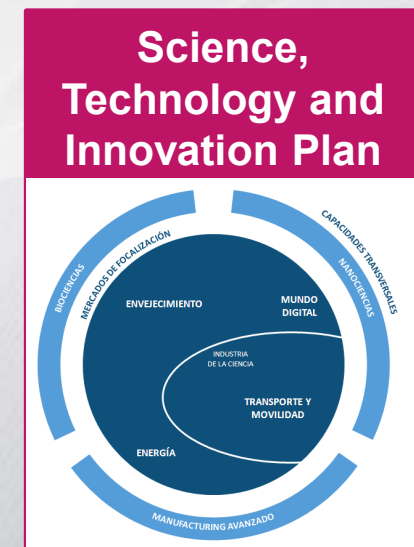 Science,
Technology and
Innovation Plan
CAPACIDADES TRANSVERSALES
BIOCIENCIAS
MERCADOS DE FOCALIZACIÓN
NANOCIENCIAS
ENVEJECIMIENTO
MUNDO
DIGITAL
INDUSTRIA
DE LA CIENCIA
TRANSPORTE Y
MOVILIDAD
ENERGÍA
MANUFACTURING AVANZADO